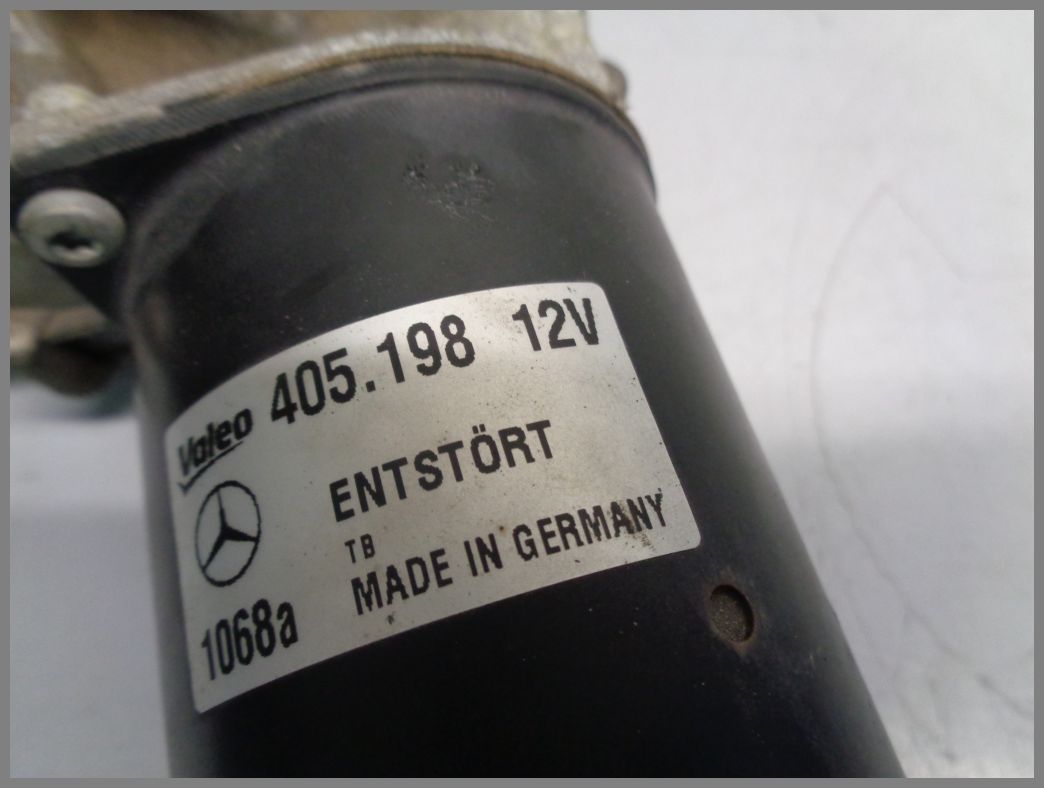 Valeo 405.198 12V
ENTSTÖRT
TB
MADE IN GERMANY
1068a